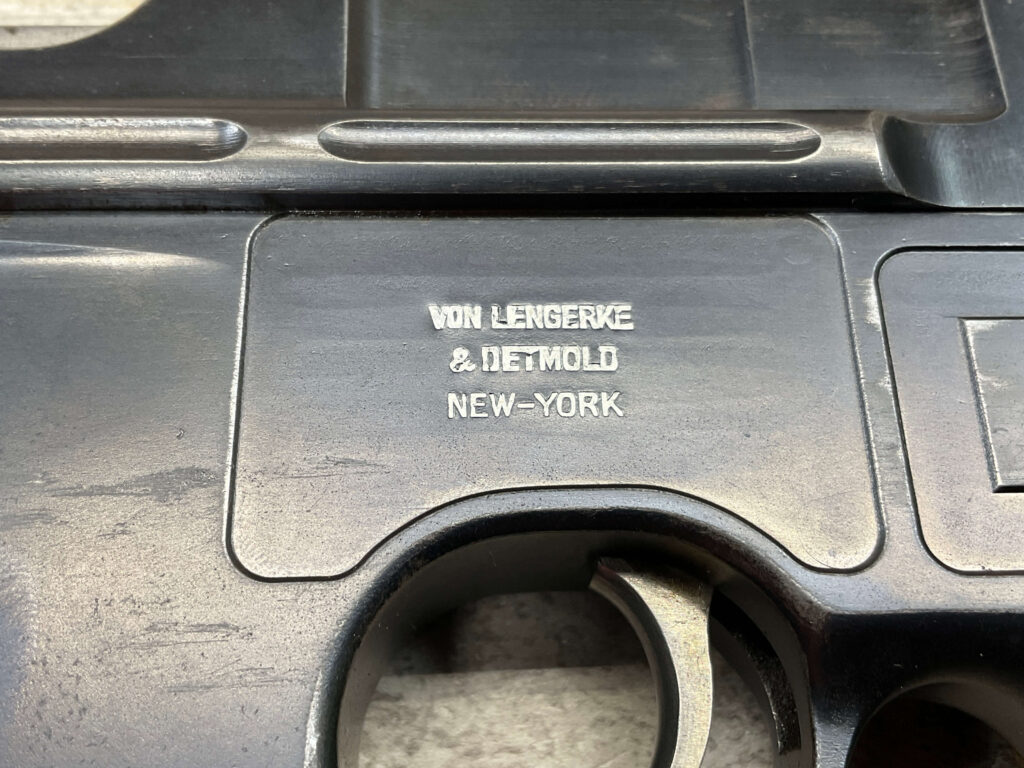 VON LENGERKE
& DETMOLD
NEW-YORK